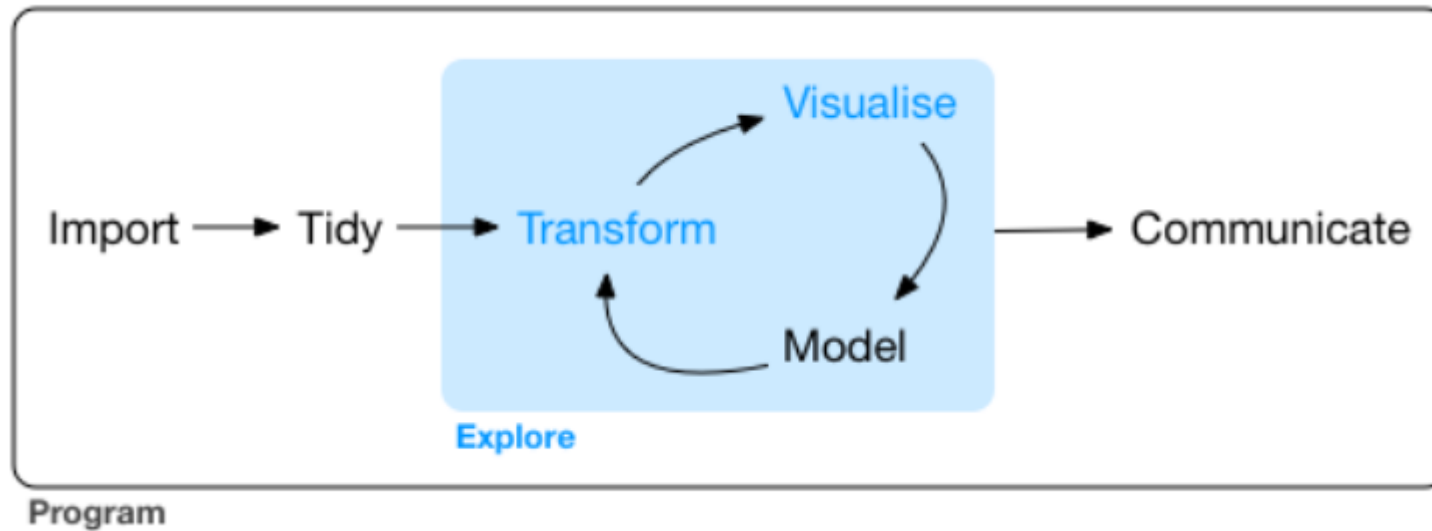 Visualise
Import Tidy Transform Communicate
Model
Explore
Program